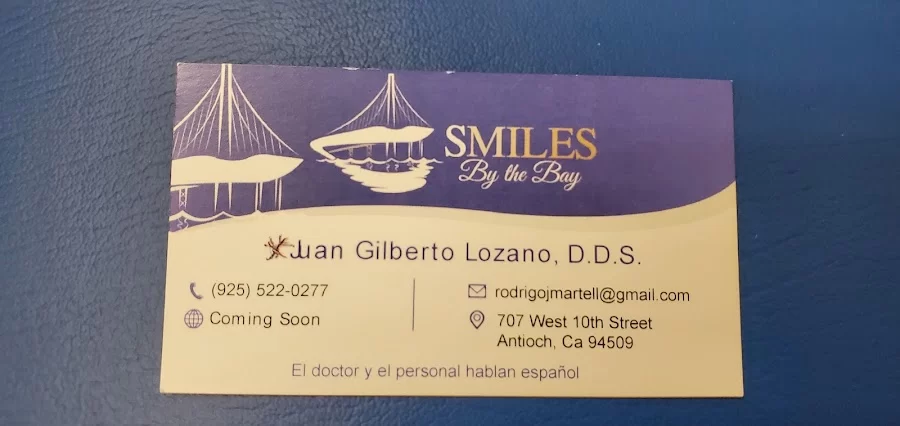 SMILES
By the Bay
Juan Gilberto Lozano, D.D.S.
(925) 522-0277
Coming Soon
rodrigojmartell@gmail.com
707 West 10th Street
Antioch, Ca 94509
El doctor y el personal hablan español